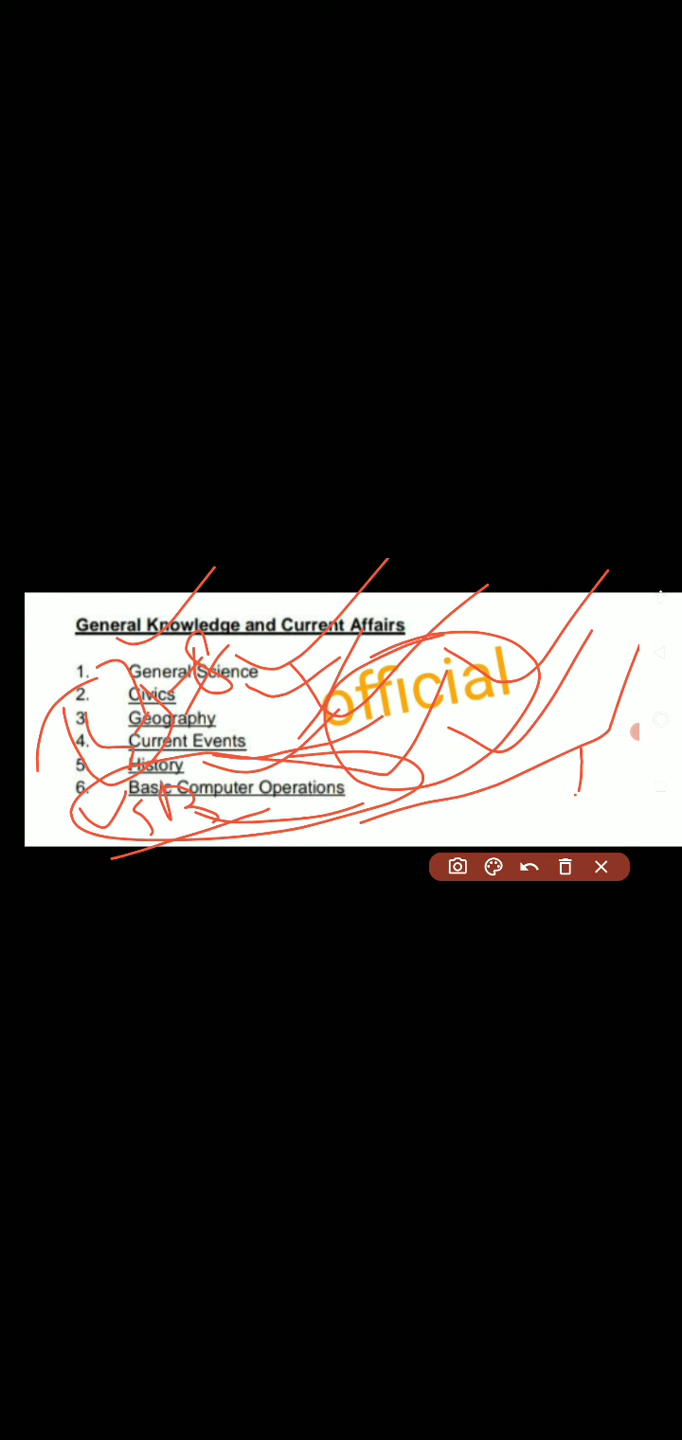 General Knowledge and Current Affairs
1. General Science
2. Civics
official
3. Geography
4. Current Events
5. History
6. Basic Computer Operations